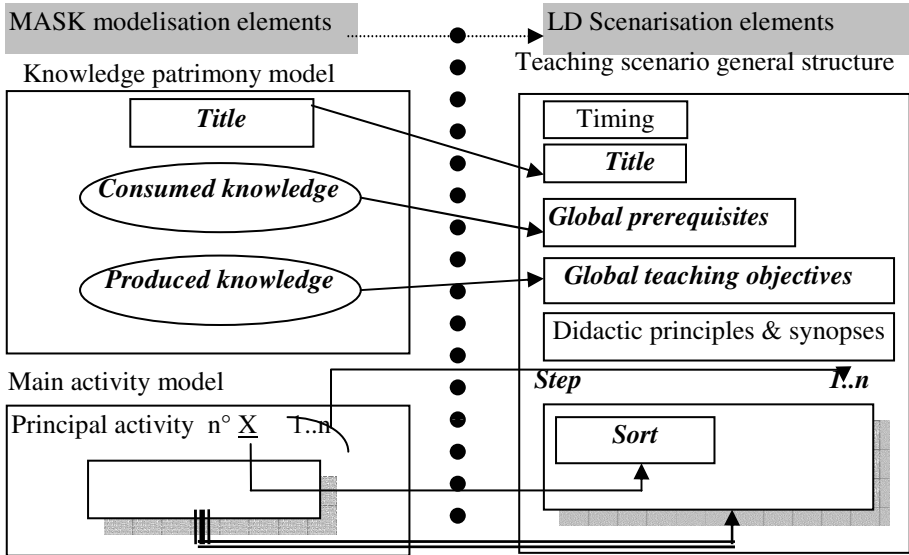 MASK modelisation elements
LD Scenarisation elements
Knowledge patrimony model
Teaching scenario general structure
Title
Consumed knowledge
Produced knowledge
Timing
Title
Global prerequisites
Global teaching objectives
Didactic principles & synopses
Main activity model
Step 1..n
Principal activity n° X 1..n
Sort